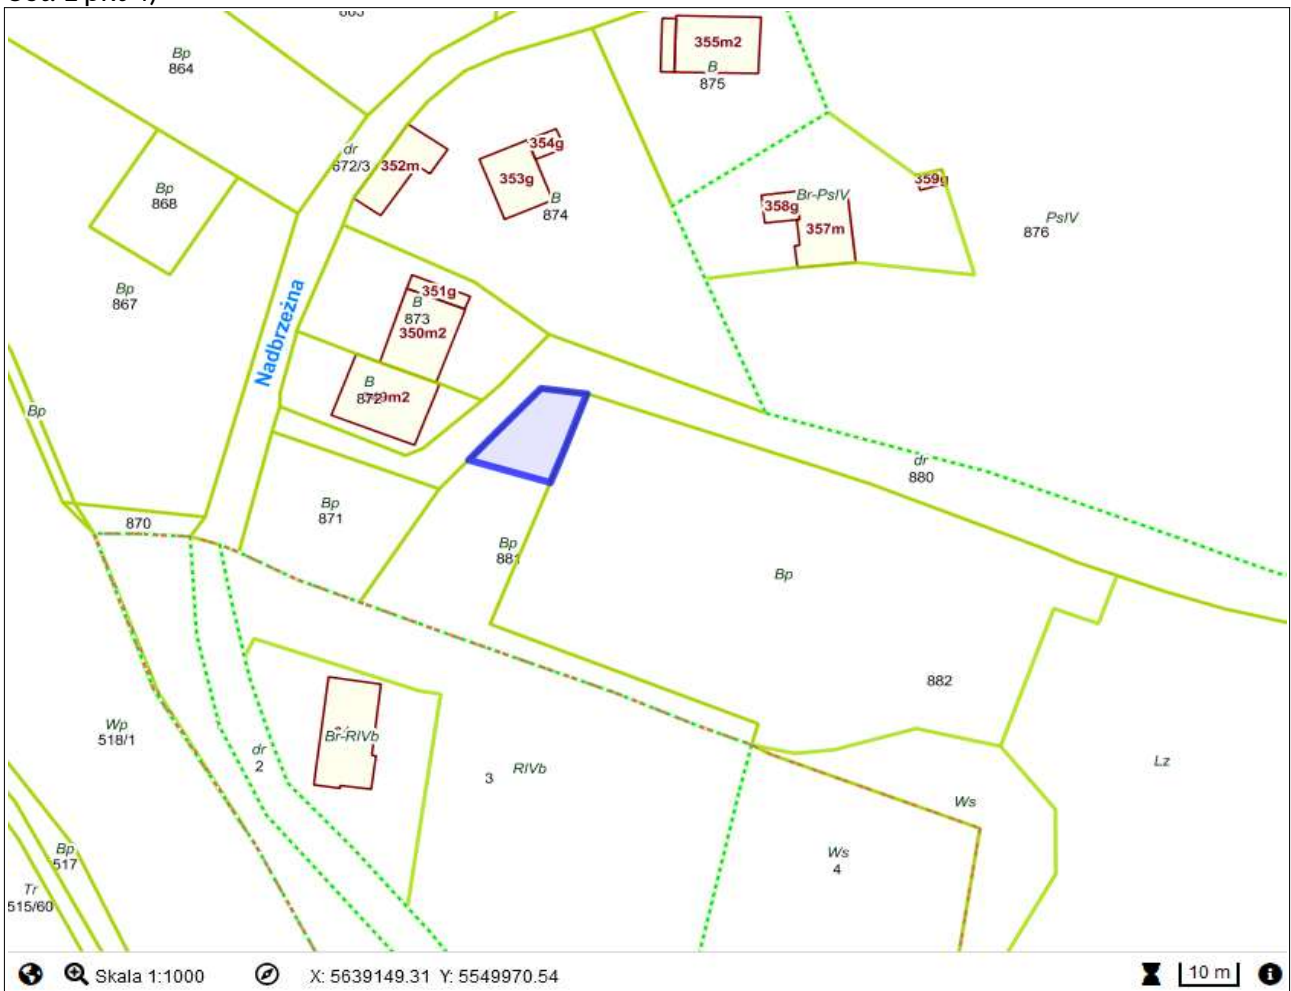 Bp
864
355m2
B
875
dr
672/3
352m
354g
353g
B
874
Bp
868
358g
Br-PsIV
357m
359g
PsIV
876
Bp
867
Nadbrzeżna
351g
B
873
350m2
B
872
Bp
dr
880
870
Bp
871
Bp
881
Bp
882
Wp
518/1
dr
2
Br-RIVb
3
RIVb
Lz
Ws
Ws
4
Bp
517
Tr
515/60
Skala 1:1000
X: 5639149.31 Y: 5549970.54
10 m